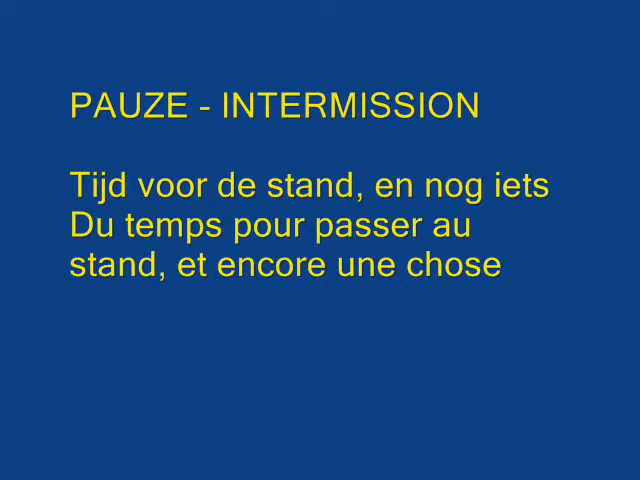 PAUZE - INTERMISSION
Tijd voor de stand, en nog iets
Du temps pour passer au
stand, et encore une chose